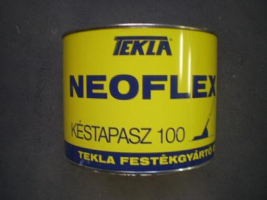 TEKLA
NEOFLEX
KÉSTAPASZ 100
TEKLA FESTÉKGYÁRTÓ